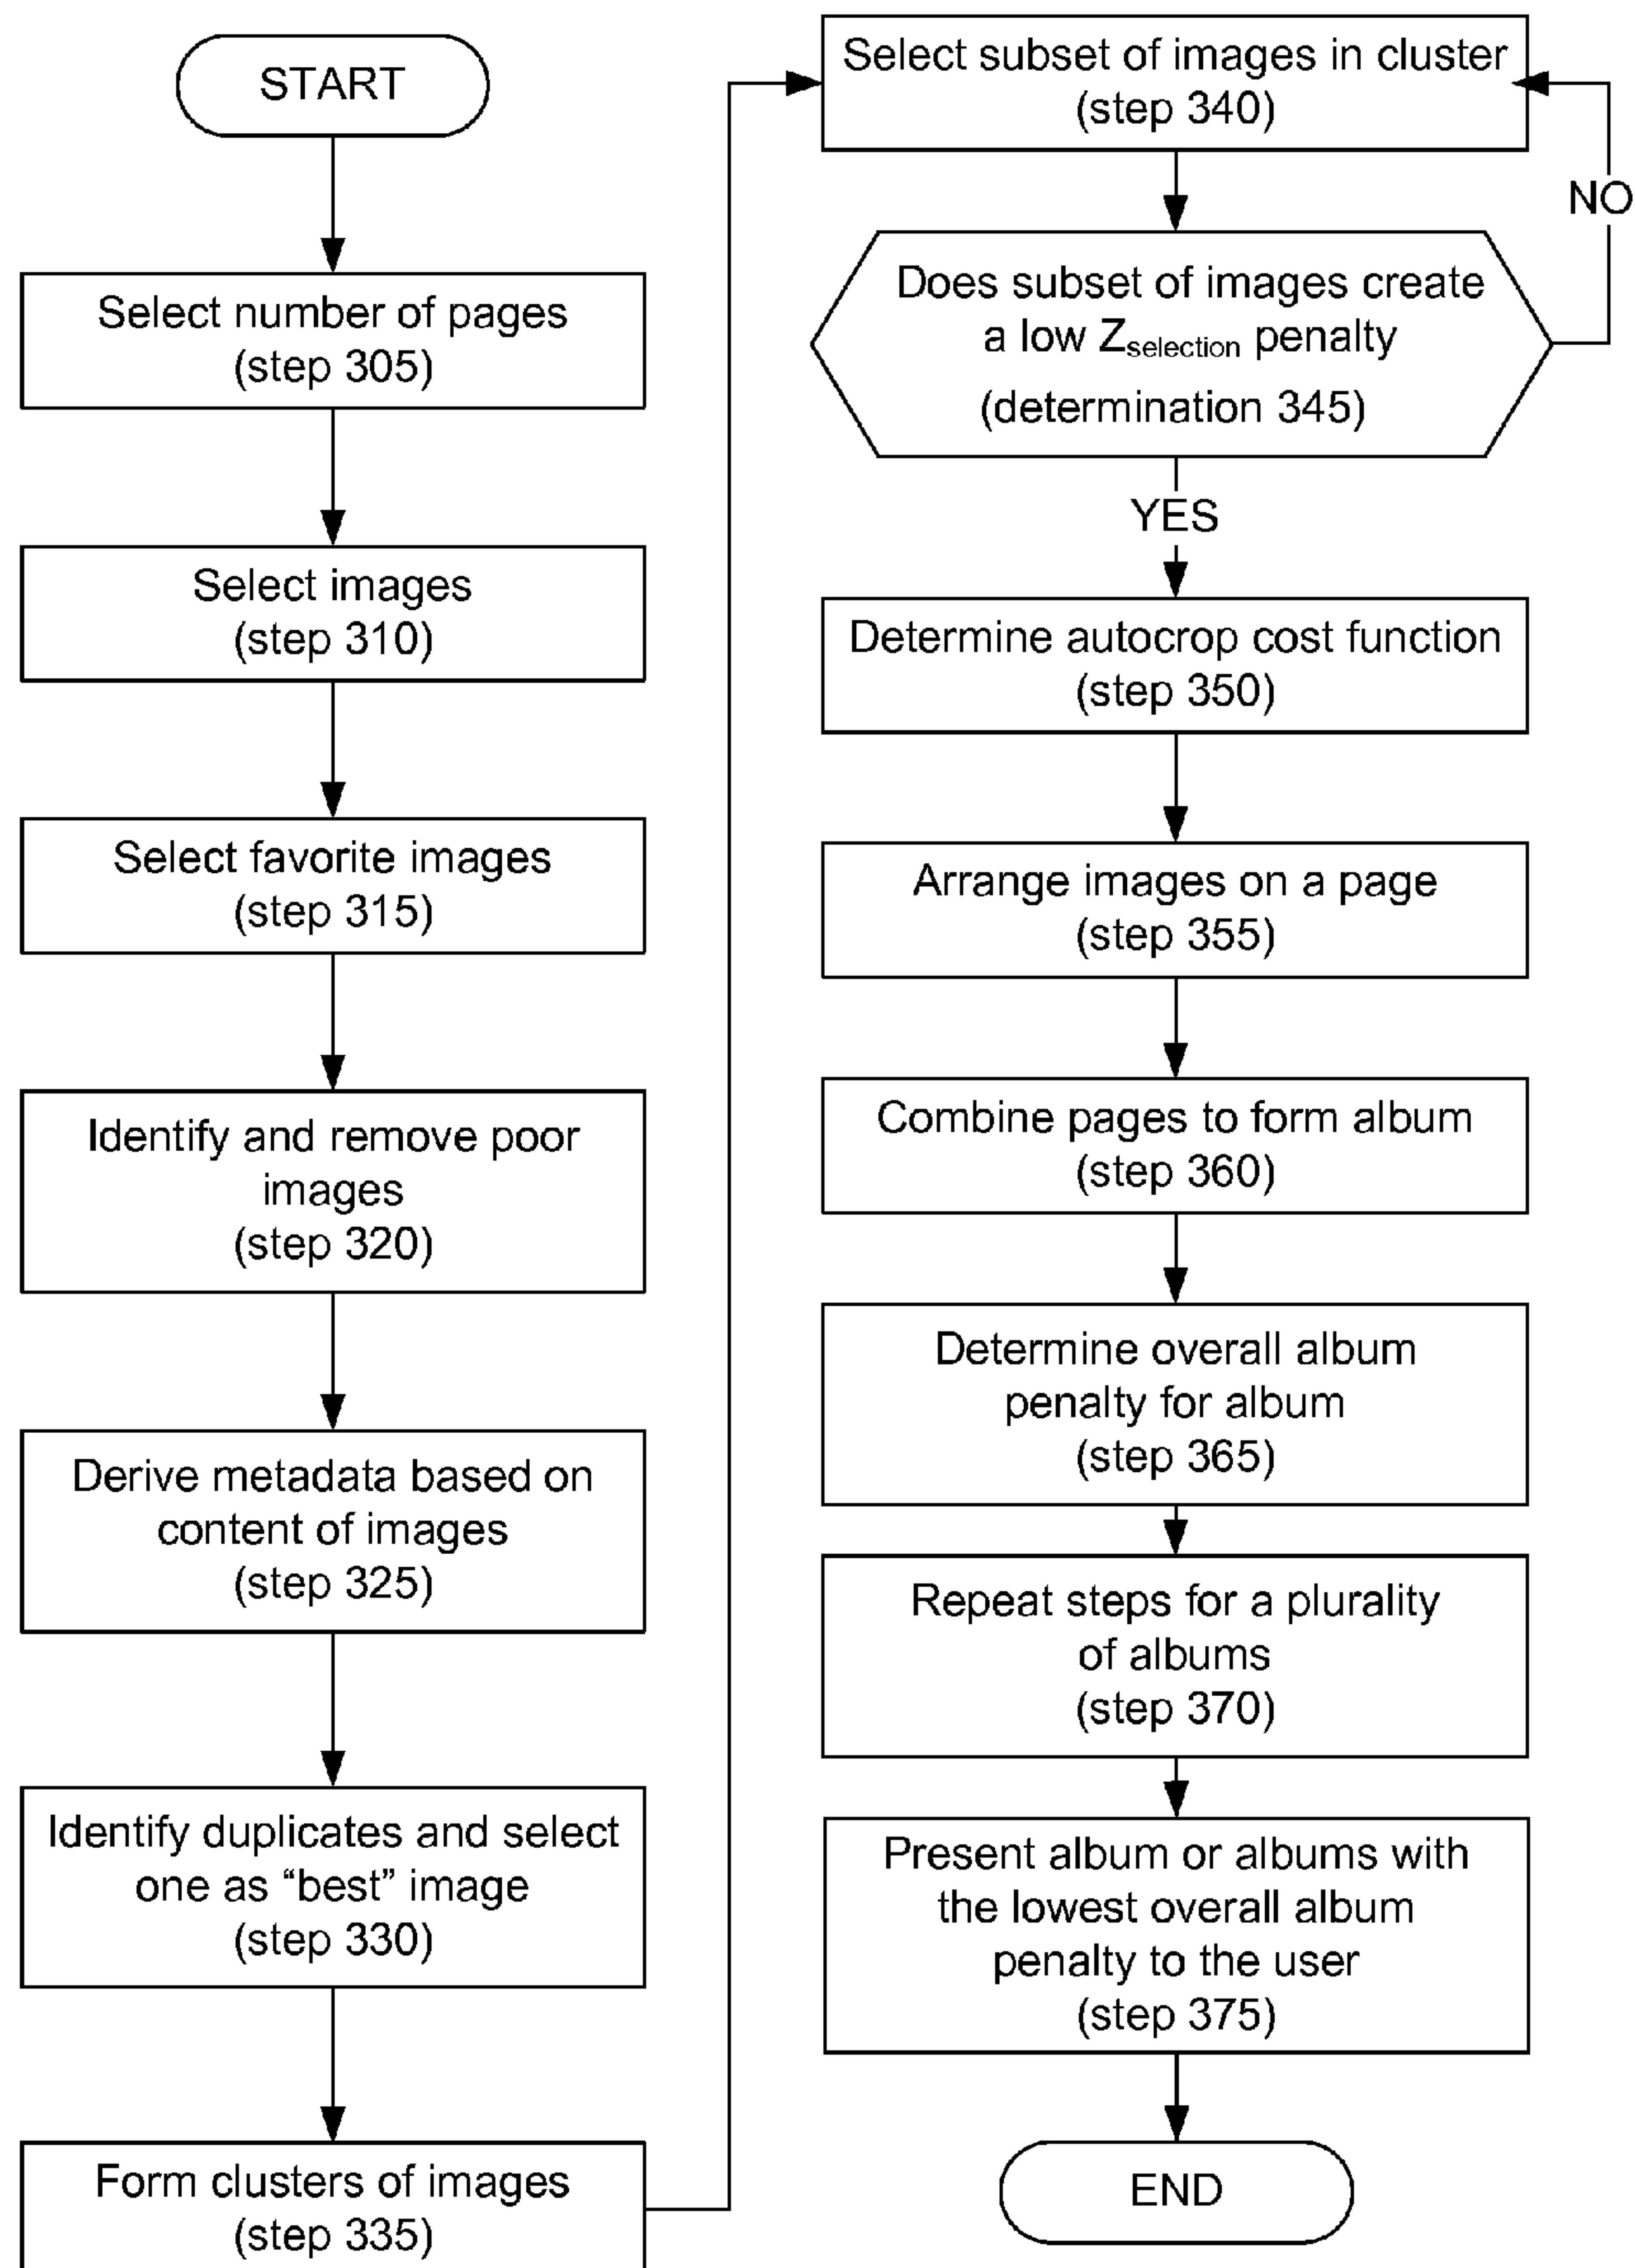 START
Select number of pages
(step 305)
Select images
(step 310)
Select favorite images
(step 315)
Identify and remove poor
images
(step 320)
Derive metadata based on
content of images
(step 325)
Identify duplicates and select
one as “best” image
(step 330)
Form clusters of images
(step 335)
Select subset of images in cluster
(step 340)
NO
Does subset of images create
a low Zselection penalty
(determination 345)
YES
Determine autocrop cost function
(step 350)
Arrange images on a page
(step 355)
Combine pages to form album
(step 360)
Determine overall album
penalty for album
(step 365)
Repeat steps for a plurality
of albums
(step 370)
Present album or albums with
the lowest overall album
penalty to the user
(step 375)
END